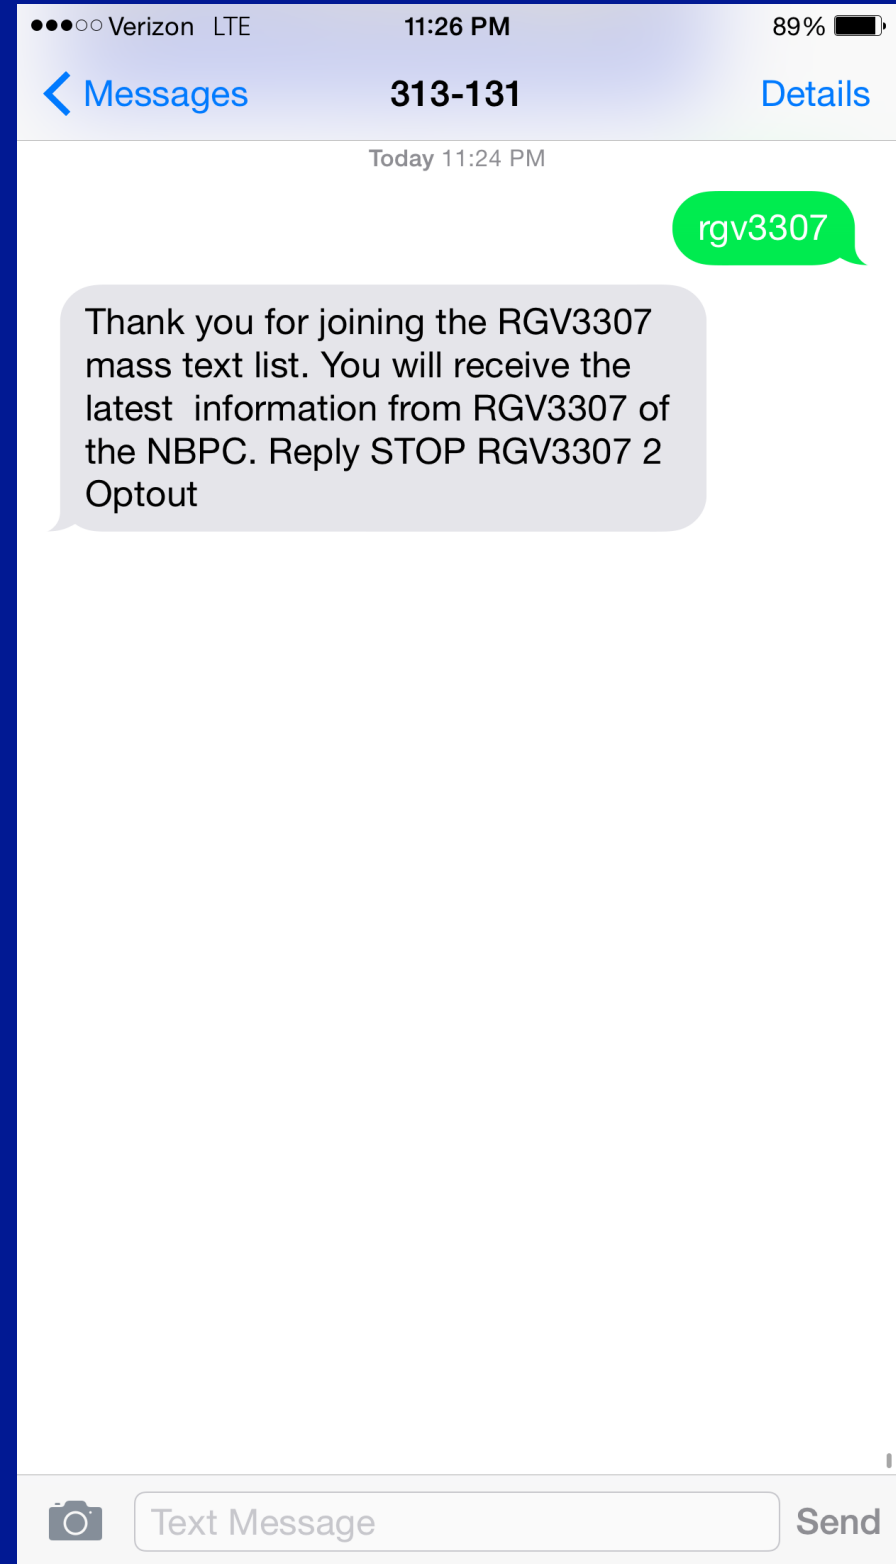 Verizon LTE 11:26 PM 89%
Messages 313-131 Details
Today 11:24 PM
rgv3307
Thank you for joining the RGV3307
mass text list. You will receive the
latest  information from RGV3307 of
the NBPC. Reply STOP RGV3307 2
Optout
Text Message Send